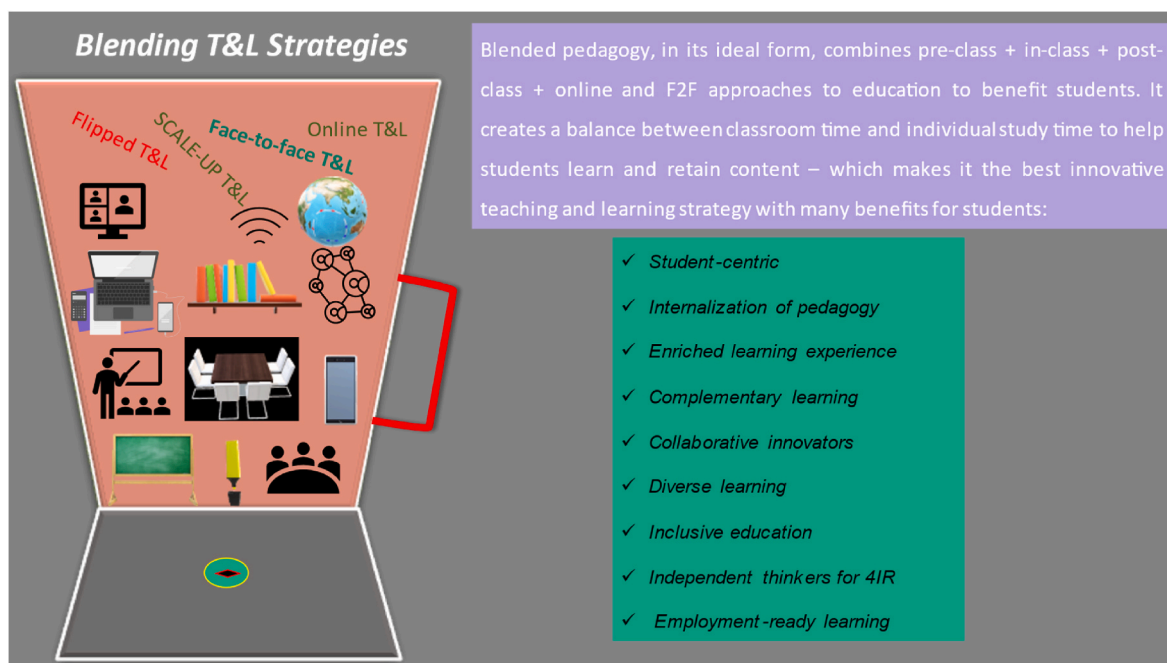 Blending T&L Strategies
Flipped T&L
SCALE-UP T&L
Face-to-face T&L
Online T&L
Blended pedagogy, in its ideal form, combines pre-class + in-class + post-
class + online and F2F approaches to education to benefit students. It
creates a balance between classroom time and individual study time to help
students learn and retain content – which makes it the best innovative
teaching and learning strategy with many benefits for students:
✓ Student-centric
✓ Internalization of pedagogy
✓ Enriched learning experience
✓ Complementary learning
✓ Collaborative innovators
✓ Diverse learning
✓ Inclusive education
✓ Independent thinkers for 4IR
✓ Employment-ready learning